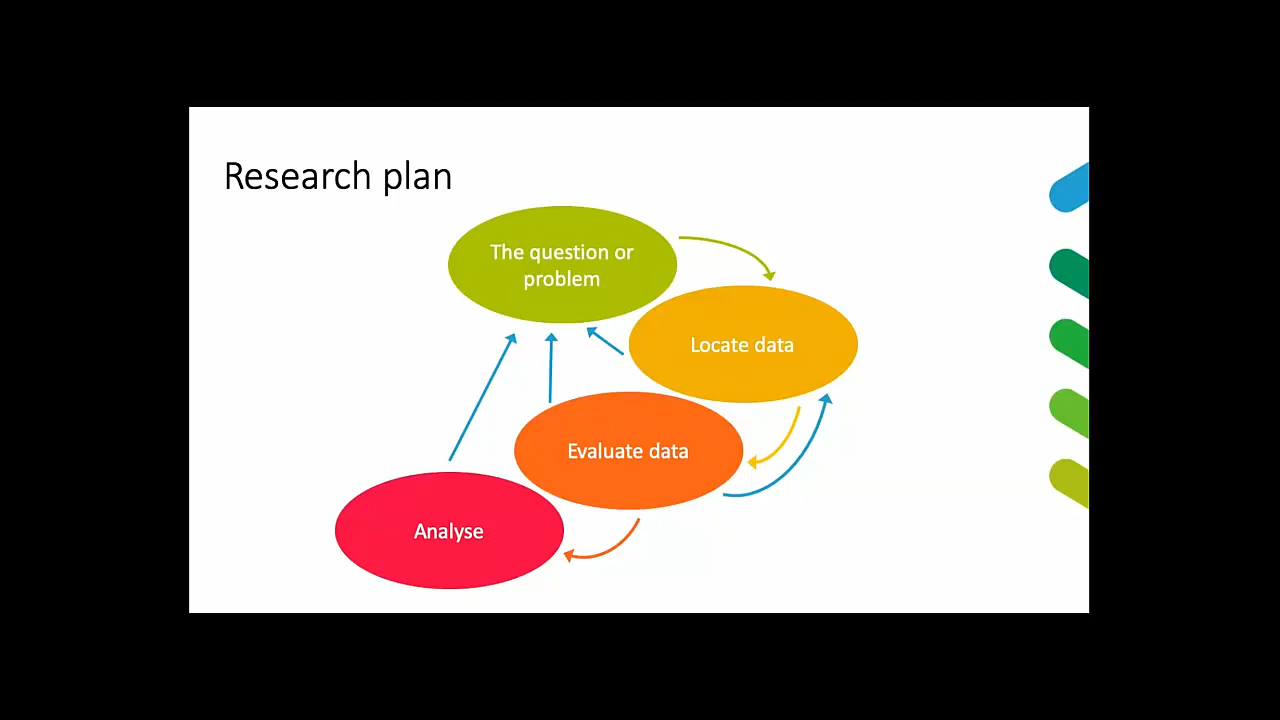 Research plan
The question or
problem
Locate data
Evaluate data
Analyse